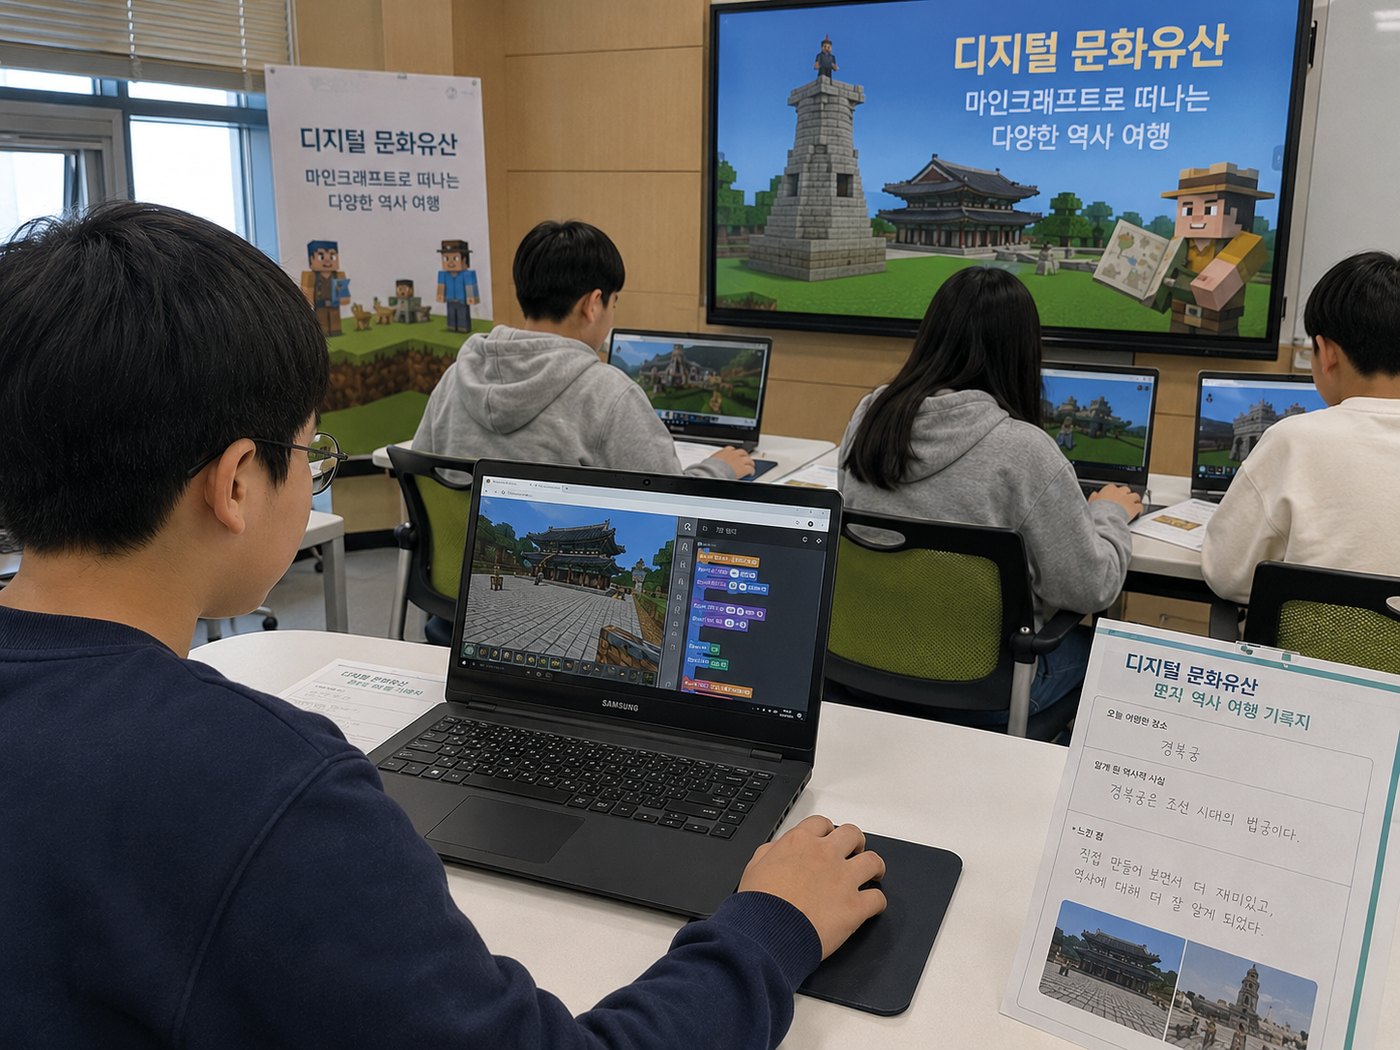 디지털 문화유산
마인크래프트로 떠나는
다양한 역사 여행
디지털 문화유산
마인크래프트로 떠나는
다양한 역사 여행
SAMSUNG
디지털 문화유산
디지털 문화유산
역사 여행 기록지
오늘 여행한 장소
경복궁
알게 된 역사적 사실
경복궁은 조선 시대의 법궁이다.
느낀 점
직접 만들어 보면서 더 재미있고,
역사에 대해 더 잘 알게 되었다.